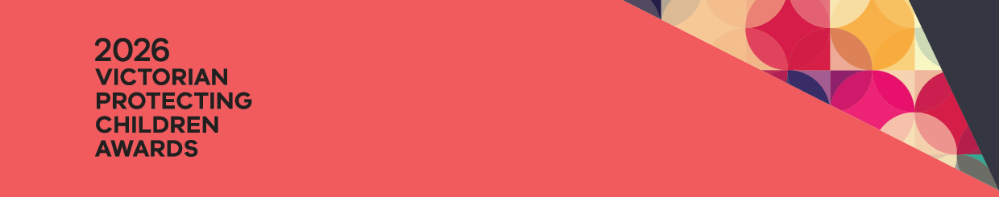 2026
VICTORIAN
PROTECTING
CHILDREN
AWARDS